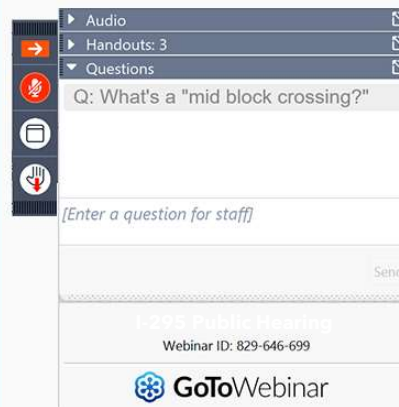 Audio
Handouts: 3
Questions
Q: What's a "mid block crossing?"
[Enter a question for staff]
Send
I-295 Public Hearing
Webinar ID: 829-646-699
GoToWebinar